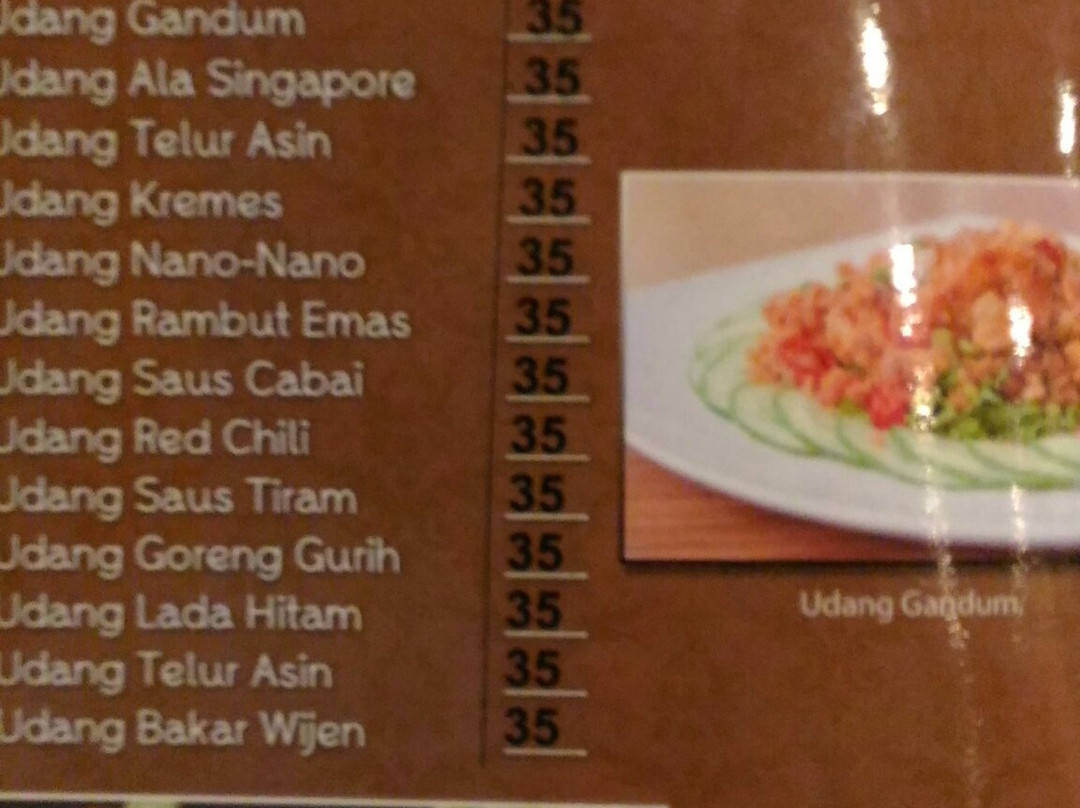 Udang Gandum 35
Udang Ala Singapore 35
Udang Telur Asin 35
Udang Kremes 35
Udang Nano-Nano 35
Udang Rambut Emas 35
Udang Saus Cabai 35
Udang Red Chili 35
Udang Saus Tiram 35
Udang Goreng Gurih 35
Udang Lada Hitam 35
Udang Telur Asin 35
Udang Bakar Wijen 35
Udang Gandum